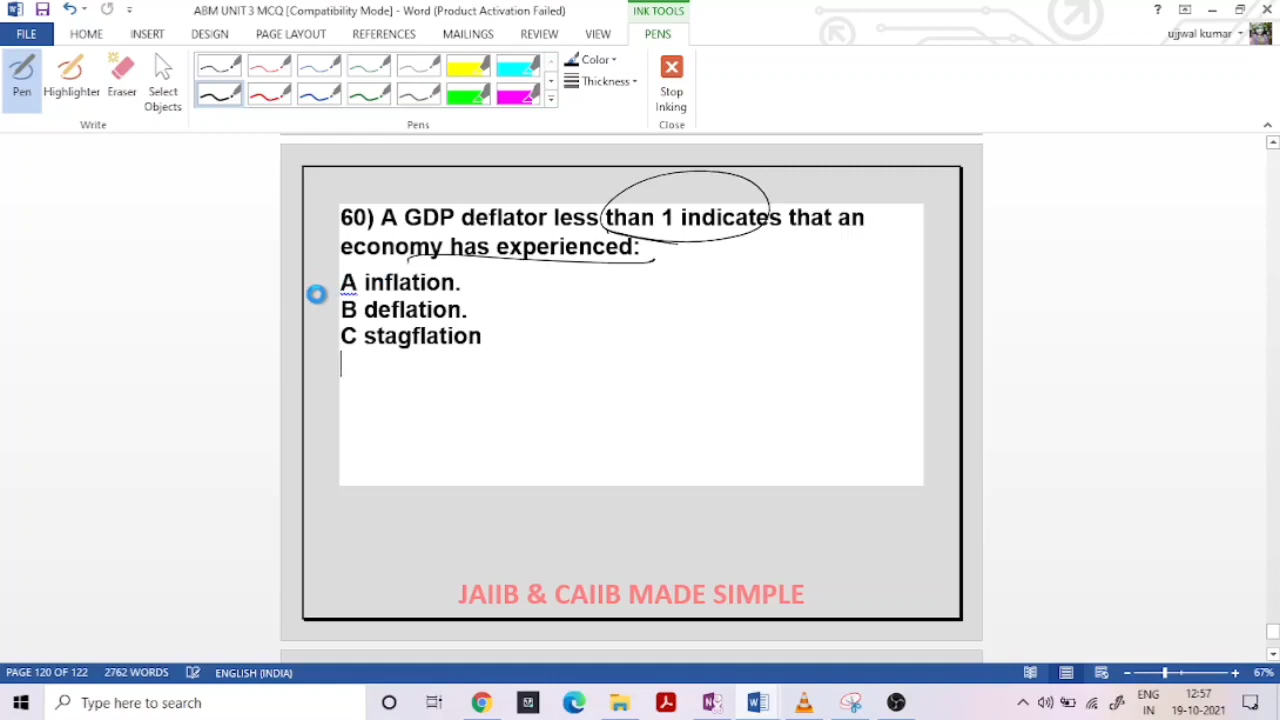 ABM UNIT 3 MCQ [Compatibility Mode] - Word (Product Activation Failed)
INK TOOLS
?
FILE
HOME
INSERT
DESIGN
PAGE LAYOUT
REFERENCES
MAILINGS
REVIEW
VIEW
PENS
ujjwal kumar
Pen
Highlighter
Eraser
Select Objects
Color
Thickness
Stop Inking
Write
Pens
Close
60) A GDP deflator less than 1 indicates that an
economy has experienced:
A inflation.
B deflation.
C stagflation
JAIIB & CAIIB MADE SIMPLE
PAGE 120 OF 122
2762 WORDS
ENGLISH (INDIA)
67%
Type here to search
ENG
IN
12:57
19-10-2021